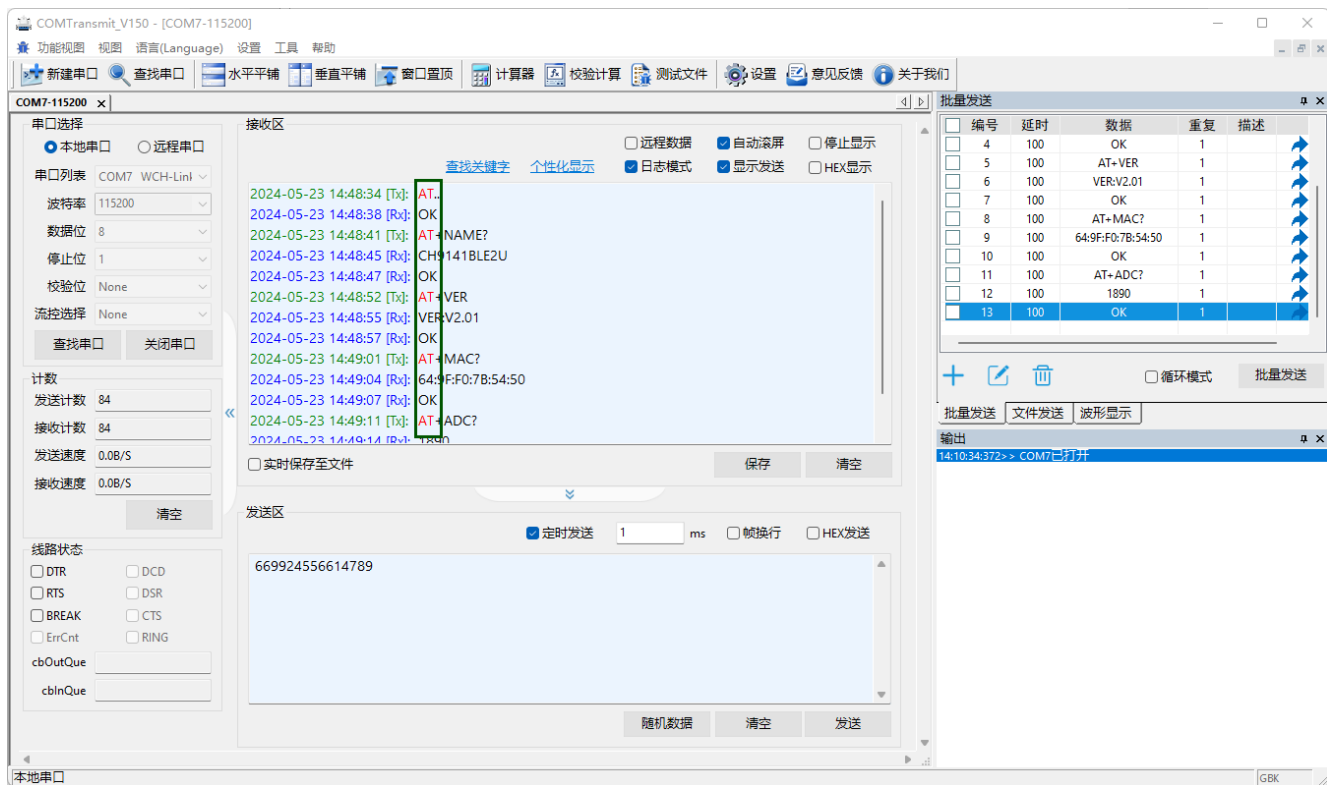 COMTransmit_V150 - [COM7-115200]
功能视图 视图 语言(Language) 设置 工具 帮助
新建串口 查找串口 水平平铺 垂直平铺 窗口置顶 计算器 校验计算 测试文件 设置 意见反馈 关于我们
COM7-115200 x
串口选择
本地串口 远程串口
串口列表 COM7 WCH-Link
波特率 115200
数据位 8
停止位 1
校验位 None
流控选择 None
查找串口 关闭串口
计数
发送计数 84
接收计数 84
发送速度 0.0B/S
接收速度 0.0B/S
清空
线路状态
DTR DCD
RTS DSR
BREAK CTS
ErrCnt RING
cbOutQue
cbInQue
接收区
远程数据 自动滚屏 停止显示
查找关键字 个性化显示 日志模式 显示发送 HEX显示
2024-05-23 14:48:34 [Tx]: AT..
2024-05-23 14:48:38 [Rx]: OK
2024-05-23 14:48:41 [Tx]: AT+NAME?
2024-05-23 14:48:45 [Rx]: CH9141BLE2U
2024-05-23 14:48:47 [Rx]: OK
2024-05-23 14:48:52 [Tx]: AT+VER
2024-05-23 14:48:55 [Rx]: VER:V2.01
2024-05-23 14:48:57 [Rx]: OK
2024-05-23 14:49:01 [Tx]: AT+MAC?
2024-05-23 14:49:04 [Rx]: 64:9F:F0:7B:54:50
2024-05-23 14:49:07 [Rx]: OK
2024-05-23 14:49:11 [Tx]: AT+ADC?
2024-05-23 14:49:14 [Rx]: 1890
实时保存至文件 保存 清空
发送区
定时发送 1 ms 帧换行 HEX发送
669924556614789
随机数据 清空 发送
批量发送
编号 延时 数据 重复 描述
4 100 OK 1
5 100 AT+VER 1
6 100 VER:V2.01 1
7 100 OK 1
8 100 AT+MAC? 1
9 100 64:9F:F0:7B:54:50 1
10 100 OK 1
11 100 AT+ADC? 1
12 100 1890 1
13 100 OK 1
循环模式 批量发送
批量发送 文件发送 波形显示
输出
14:10:34:372>> COM7已打开
本地串口
GBK